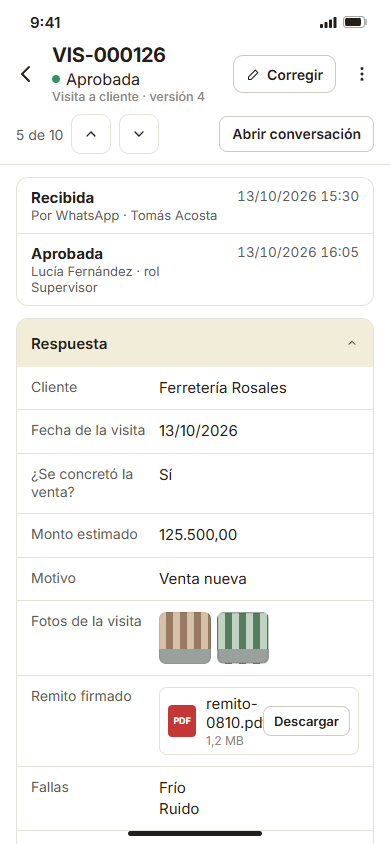 9:41
VIS-000126
Aprobada
Visita a cliente · versión 4
Corregir
5 de 10
Abrir conversación
Recibida
13/10/2026 15:30
Por WhatsApp · Tomás Acosta
Aprobada
13/10/2026 16:05
Lucía Fernández · rol
Supervisor
Respuesta
Cliente
Ferretería Rosales
Fecha de la visita
13/10/2026
¿Se concretó la
venta?
Sí
Monto estimado
125.500,00
Motivo
Venta nueva
Fotos de la visita
Remito firmado
PDF
remito-
0810.pd
1,2 MB
Descargar
Fallas
Frío
Ruido